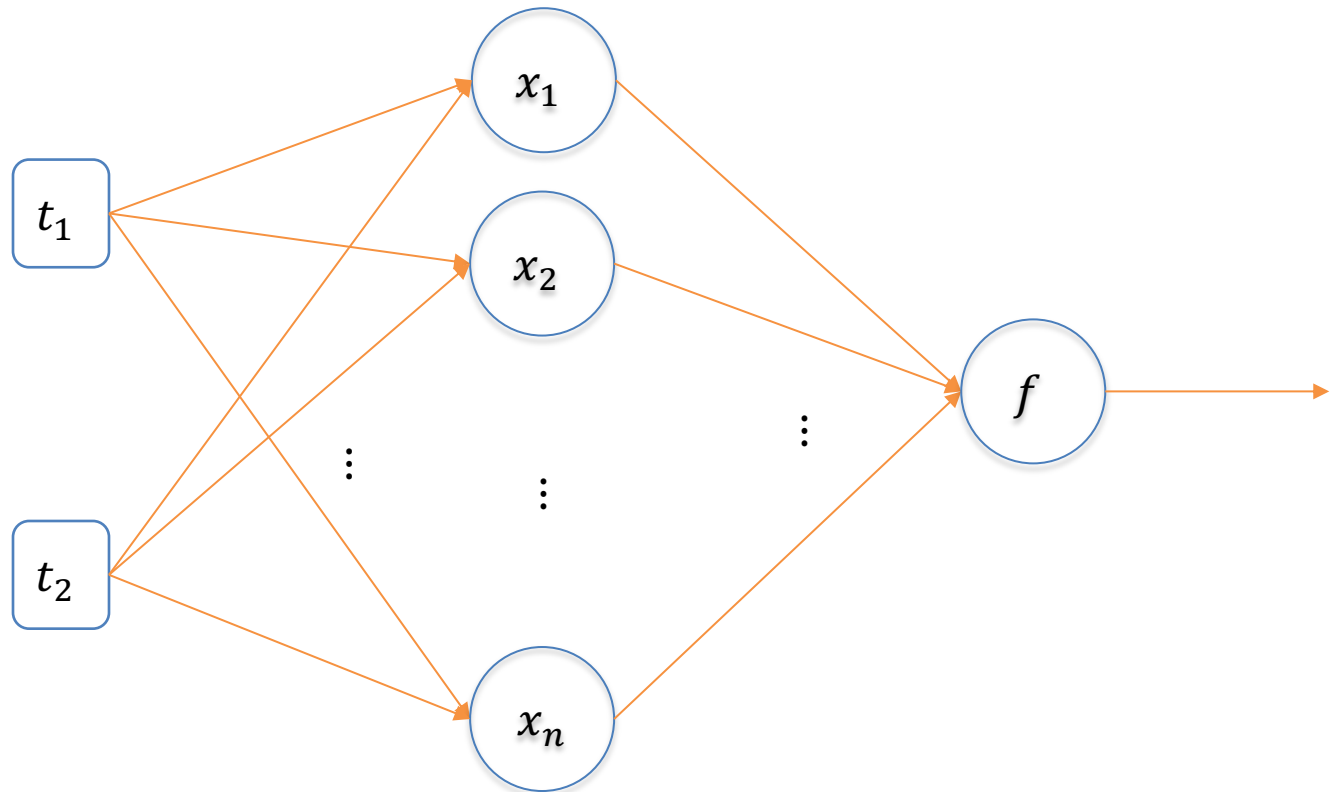 x₁
t₁
x₂
f
⋮
⋮
⋮
t₂
xₙ